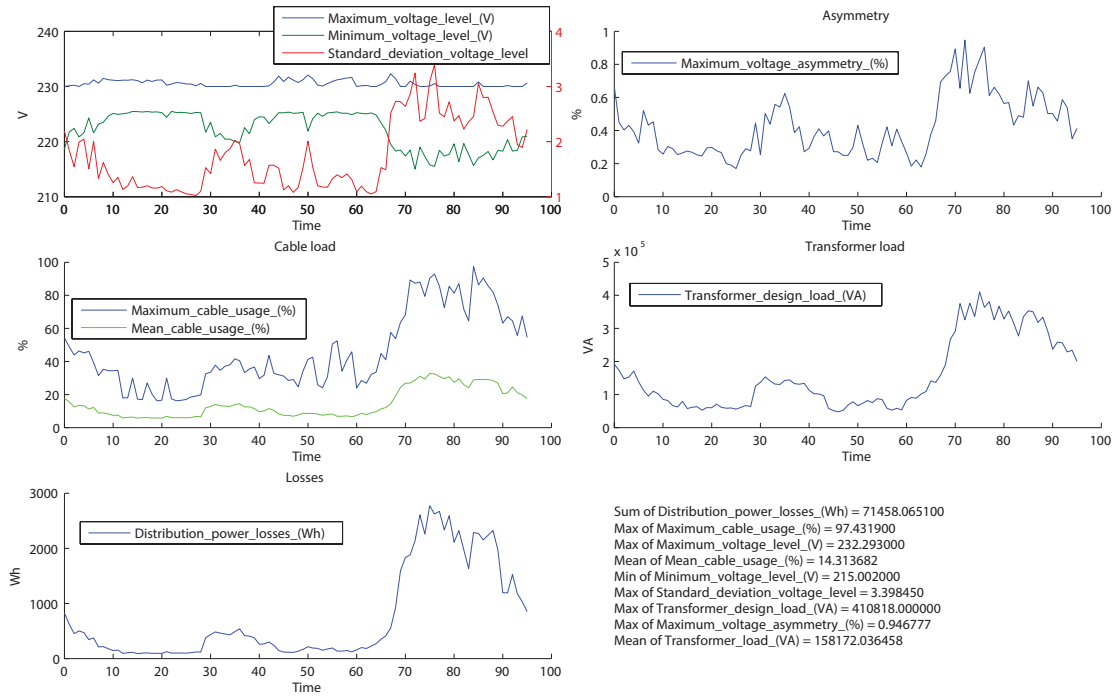 Maximum_voltage_level_(V)
Minimum_voltage_level_(V)
Standard_deviation_voltage_level
240
230
220
210
V
4
3
2
1
0 10 20 30 40 50 60 70 80 90 100
Time
Asymmetry
Maximum_voltage_asymmetry_(%)
1
0.8
0.6
0.4
0.2
0
%
0 10 20 30 40 50 60 70 80 90 100
Time
Cable load
Maximum_cable_usage_(%)
Mean_cable_usage_(%)
100
80
60
40
20
0
%
0 10 20 30 40 50 60 70 80 90 100
Time
Transformer load
x 10 5
Transformer_design_load_(VA)
5
4
3
2
1
0
VA
0 10 20 30 40 50 60 70 80 90 100
Time
Losses
Distribution_power_losses_(Wh)
3000
2000
1000
0
Wh
0 10 20 30 40 50 60 70 80 90 100
Time
Sum of Distribution_power_losses_(Wh) = 71458.065100
Max of Maximum_cable_usage_(%) = 97.431900
Max of Maximum_voltage_level_(V) = 232.293000
Mean of Mean_cable_usage_(%) = 14.313682
Min of Minimum_voltage_level_(V) = 215.002000
Max of Standard_deviation_voltage_level = 3.398450
Max of Transformer_design_load_(VA) = 410818.000000
Max of Maximum_voltage_asymmetry_(%) = 0.946777
Mean of Transformer_load_(VA) = 158172.036458